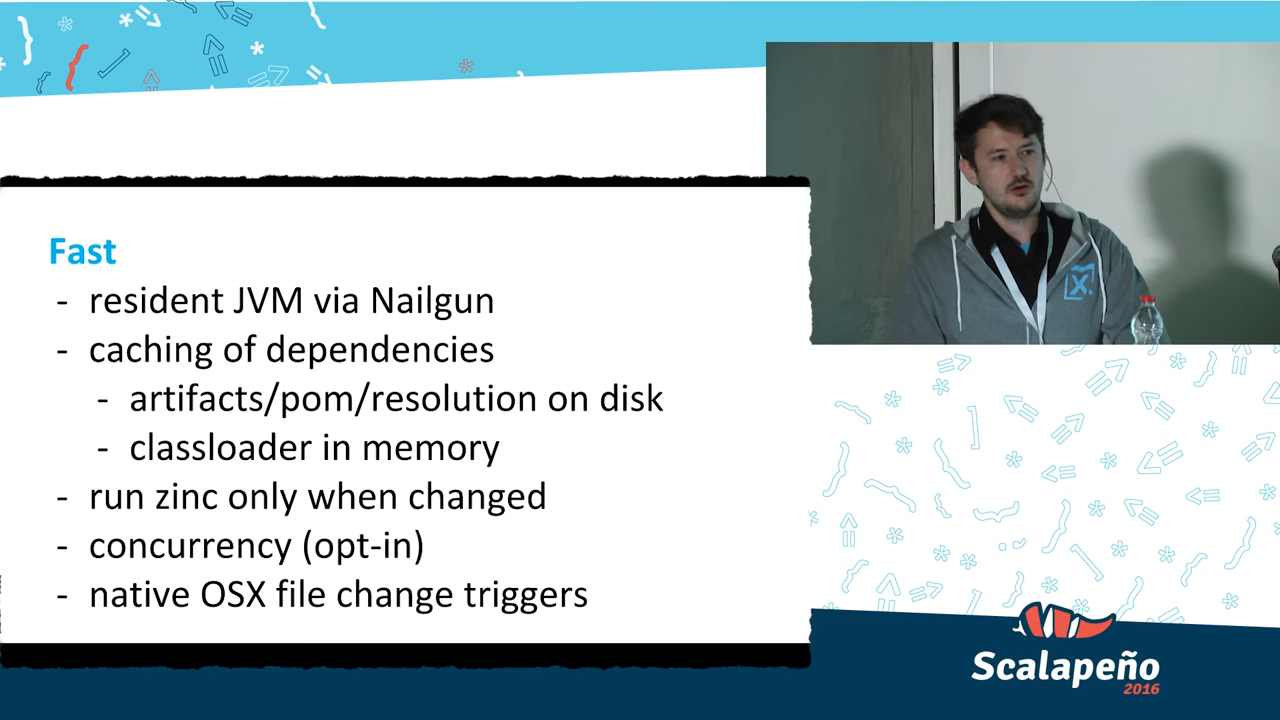 Fast
- resident JVM via Nailgun
- caching of dependencies
- artifacts/pom/resolution on disk
- classloader in memory
- run zinc only when changed
- concurrency (opt-in)
- native OSX file change triggers
X
Scalapeño
2016